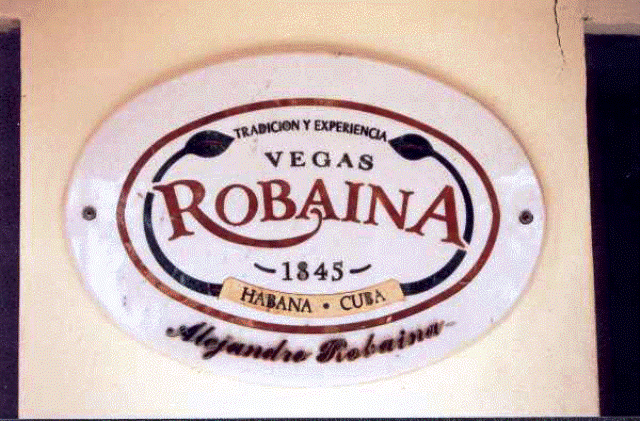 TRADICION Y EXPERIENCIA
VEGAS
ROBAINA
-1845-
HABANA • CUBA
Alejandro Robaina